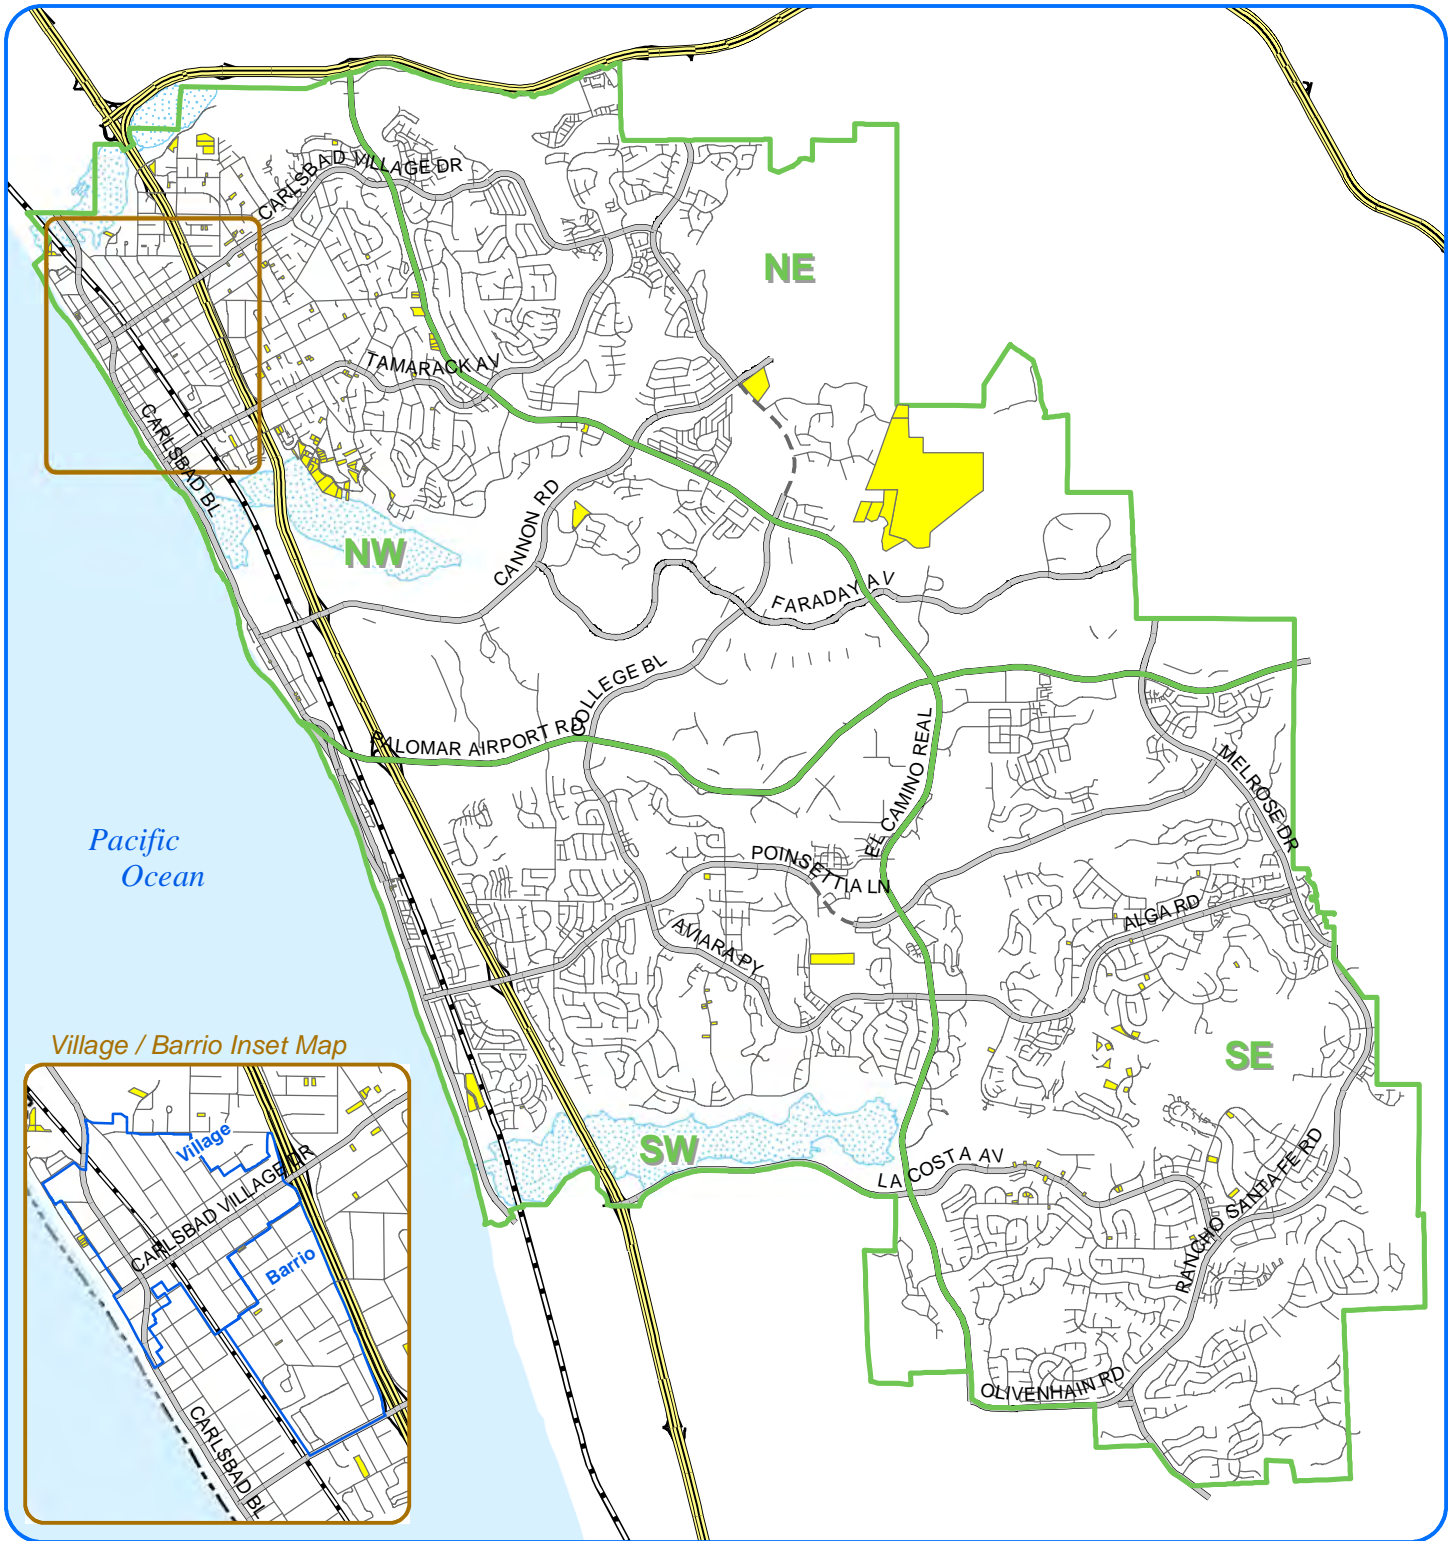 CARLSBAD VILLAGE DR
NE
TAMARACK AV
CARLSBAD BL
CANNON RD
NW
FARADAY AV
COLLEGE BL
PALOMAR AIRPORT RD
EL CAMINO REAL
MELROSE DR
Pacific
Ocean
POINSETTIA LN
ALGA RD
AVIARA PY
Village / Barrio Inset Map
SE
SW
LA COSTA AV
RANCHO SANTA FE RD
OLIVENHAIN RD
Village
CARLSBAD VILLAGE DR
Barrio
CARLSBAD BL